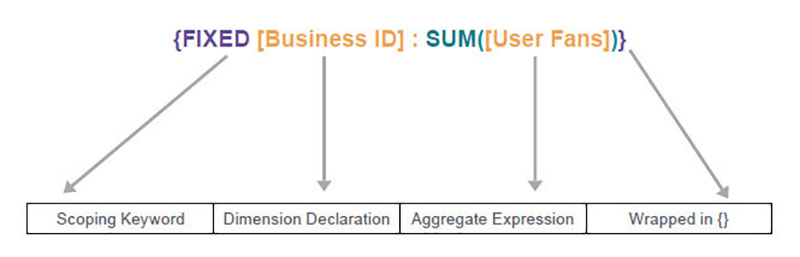 {FIXED [Business ID] : SUM([User Fans])}
Scoping Keyword
Dimension Declaration
Aggregate Expression
Wrapped in {}